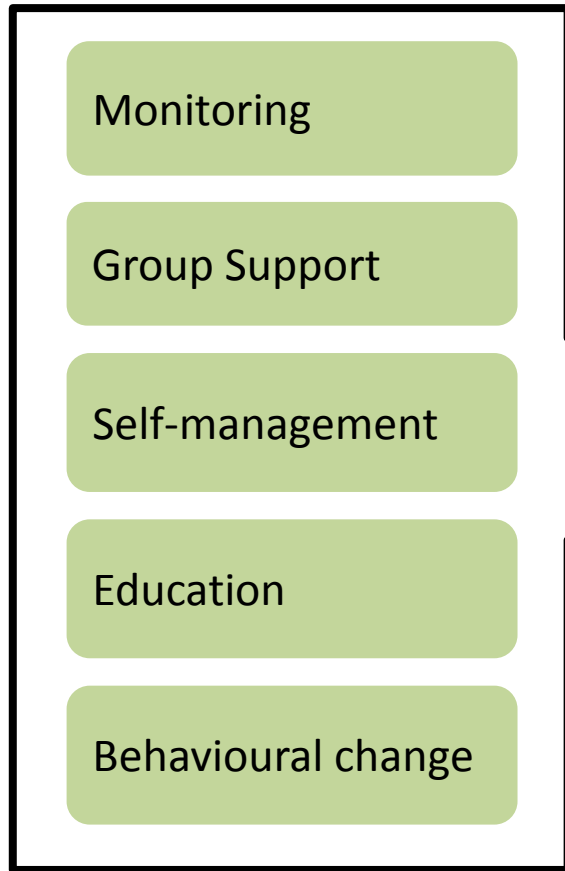 Monitoring
Group Support
Self-management
Education
Behavioural change